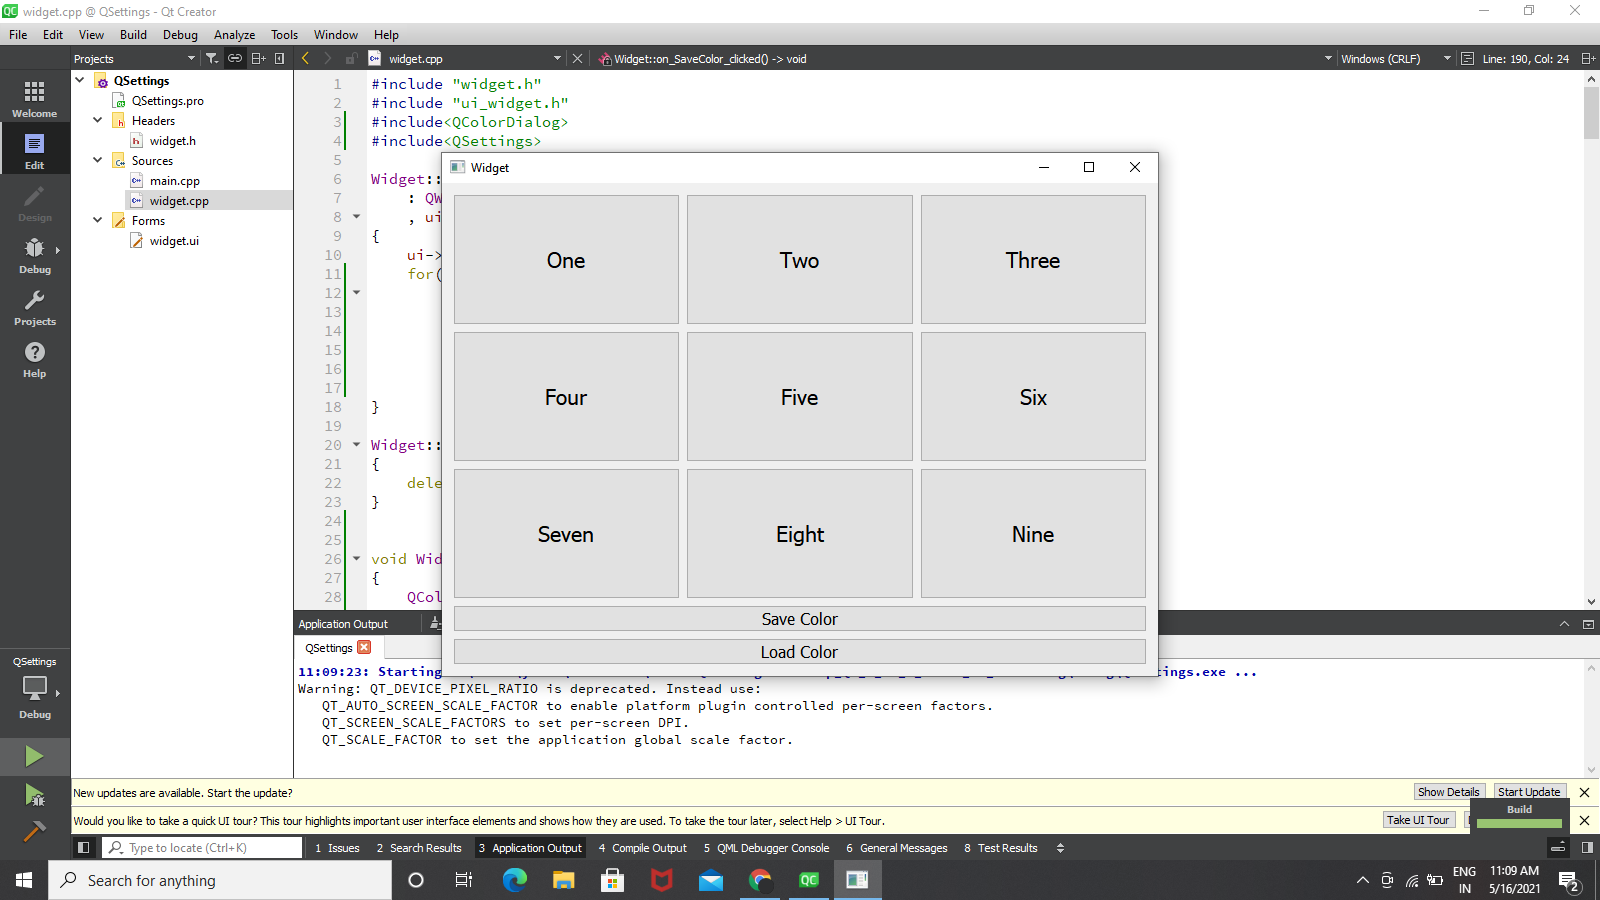 widget.cpp @ QSettings - Qt Creator
File Edit View Build Debug Analyze Tools Window Help
Projects
widget.cpp
Widget::on_SaveColor_clicked() -> void
Windows (CRLF)
Line: 190, Col: 24
Welcome
Edit
Design
Debug
Projects
Help
QSettings
QSettings.pro
Headers
widget.h
Sources
main.cpp
widget.cpp
Forms
widget.ui
1 #include "widget.h"
2 #include "ui_widget.h"
3 #include<QColorDialog>
4 #include<QSettings>
5
6 Widget::
7 : QW
8 , ui
9 {
10 ui->
11 for(
12
13
14
15
16
17
18 }
19
20 Widget::
21 {
22 dele
23 }
24
25
26 void Wid
27 {
28 QCol
Widget
One Two Three
Four Five Six
Seven Eight Nine
Save Color
Load Color
Application Output
QSettings
11:09:23: Starting
tings.exe ...
Warning: QT_DEVICE_PIXEL_RATIO is deprecated. Instead use:
QT_AUTO_SCREEN_SCALE_FACTOR to enable platform plugin controlled per-screen factors.
QT_SCREEN_SCALE_FACTORS to set per-screen DPI.
QT_SCALE_FACTOR to set the application global scale factor.
QSettings
Debug
New updates are available. Start the update? Show Details Start Update
Would you like to take a quick UI tour? This tour highlights important user interface elements and shows how they are used. To take the tour later, select Help > UI Tour. Take UI Tour
Build
Type to locate (Ctrl+K) 1 Issues 2 Search Results 3 Application Output 4 Compile Output 5 QML Debugger Console 6 General Messages 8 Test Results
Search for anything
QC
ENG
IN
11:09 AM
5/16/2021
2